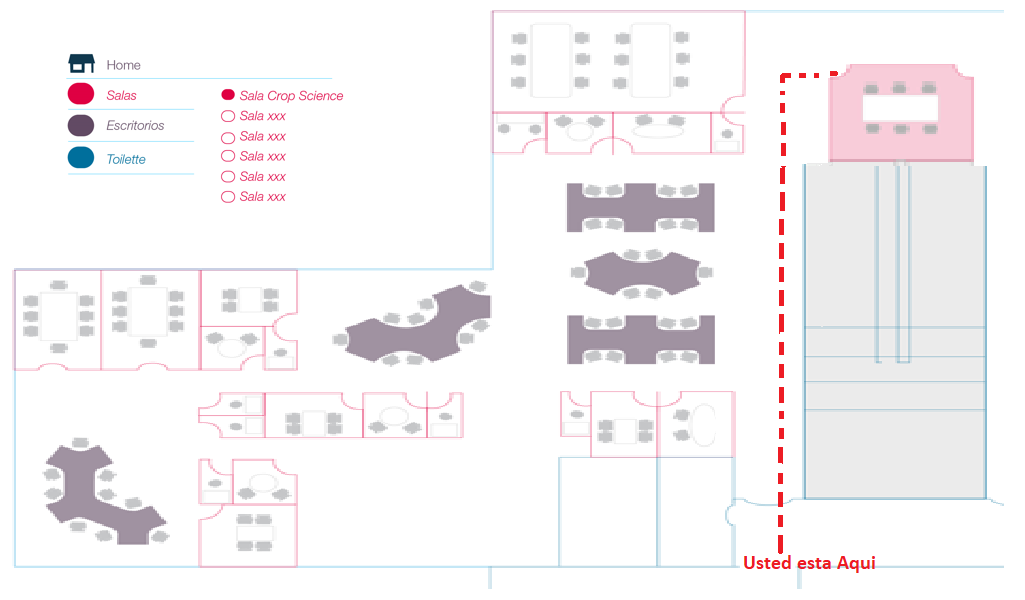 Home
Salas
Escritorios
Toilette
Sala Crop Science
Sala xxx
Sala xxx
Sala xxx
Sala xxx
Sala xxx
Usted esta Aqui